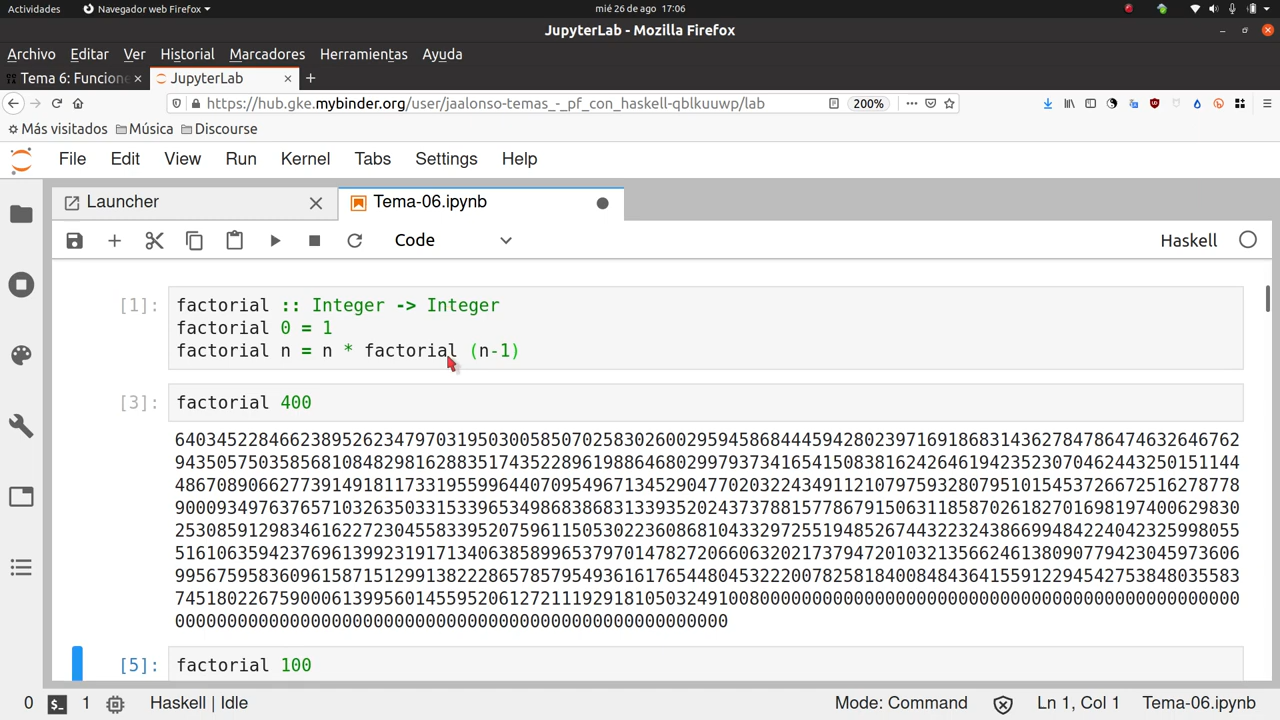 Actividades Navegador web Firefox mié 26 de ago 17:06
JupyterLab - Mozilla Firefox
Archivo Editar Ver Historial Marcadores Herramientas Ayuda
Tema 6: Funcione JupyterLab
https://hub.gke.mybinder.org/user/jaalonso-temas_-_pf_con_haskell-qblkuuwp/lab 200%
Más visitados Música Discourse
File Edit View Run Kernel Tabs Settings Help
Launcher Tema-06.ipynb
Code Haskell
[1]: factorial :: Integer -> Integer
factorial 0 = 1
factorial n = n * factorial (n-1)
[3]: factorial 400
64034522846623895262347970319503005850702583026002959458684445942802397169186831436278478647463264676294350575035856810848298162883517435228961988646802997937341654150838162426461942352307046244325015114448670890662773914918117331955996440709549671345290477020322434911210797593280795101545372667251627877890009349763765710326350331533965349868386831339352024373788157786791506311858702618270169819740062983025308591298346161622723045583395207596115053022360868104332972551948526744322324386699484224042325998055516106359423769613992319171340638589965379701478272066063202173794720103213566246138090779423045973606995675958360961587151299138222865785795493616176544804532220078258184008484364155912294542753848035583745180226759000613995601455952061272111929181050324910080000000000000000000000000000000000000000000
0000000000000000000000000000000000000000000000000000000
[5]: factorial 100
0 $_ 1 Haskell | Idle Mode: Command Ln 1, Col 1 Tema-06.ipynb